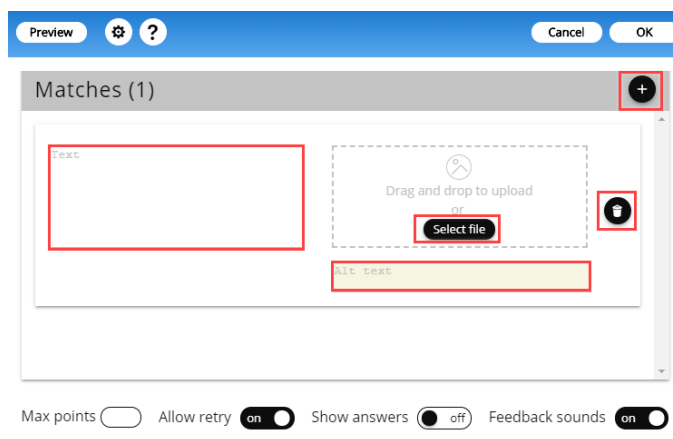 Preview ? Cancel OK
Matches (1) +
Text
Drag and drop to upload
or
Select file
Alt text
Max points Allow retry on Show answers off Feedback sounds on